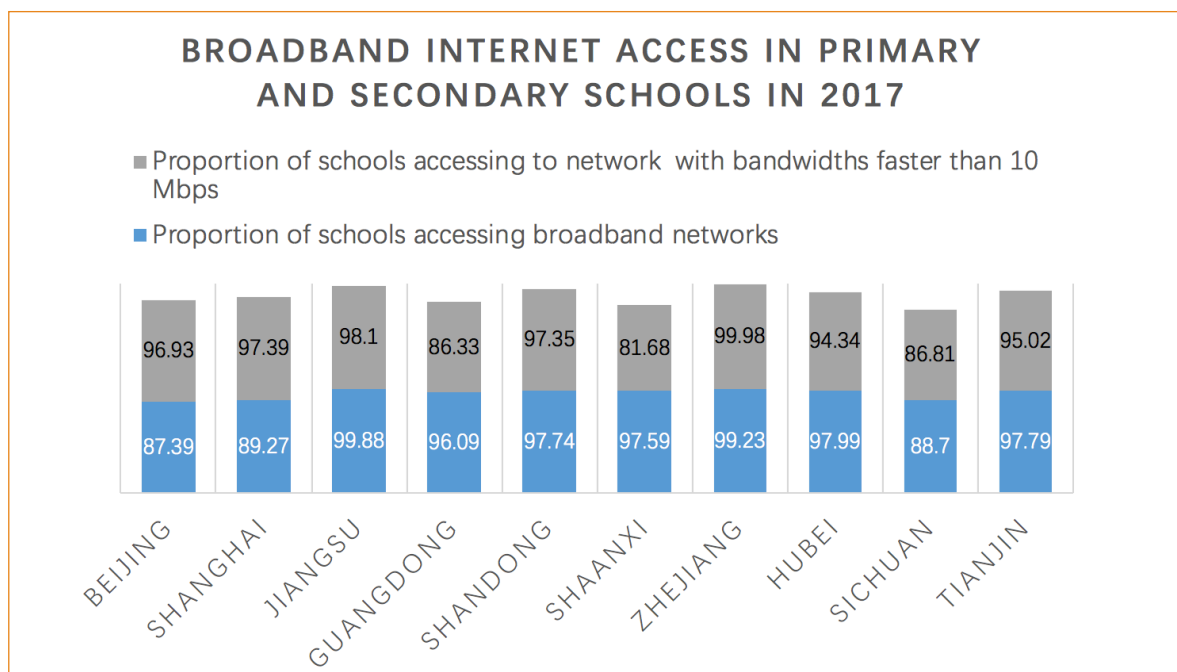 BROADBAND INTERNET ACCESS IN PRIMARY
AND SECONDARY SCHOOLS IN 2017
Proportion of schools accessing to network with bandwidths faster than 10
Mbps
Proportion of schools accessing broadband networks
96.93 97.39 98.1 86.33 97.35 81.68 99.98 94.34 86.81 95.02
87.39 89.27 99.88 96.09 97.74 97.59 99.23 97.99 88.7 97.79
BEIJING SHANGHAI JIANGSU GUANGDONG SHANDONG SHAANXI ZHEJIANG HUBEI SICHUAN TIANJIN